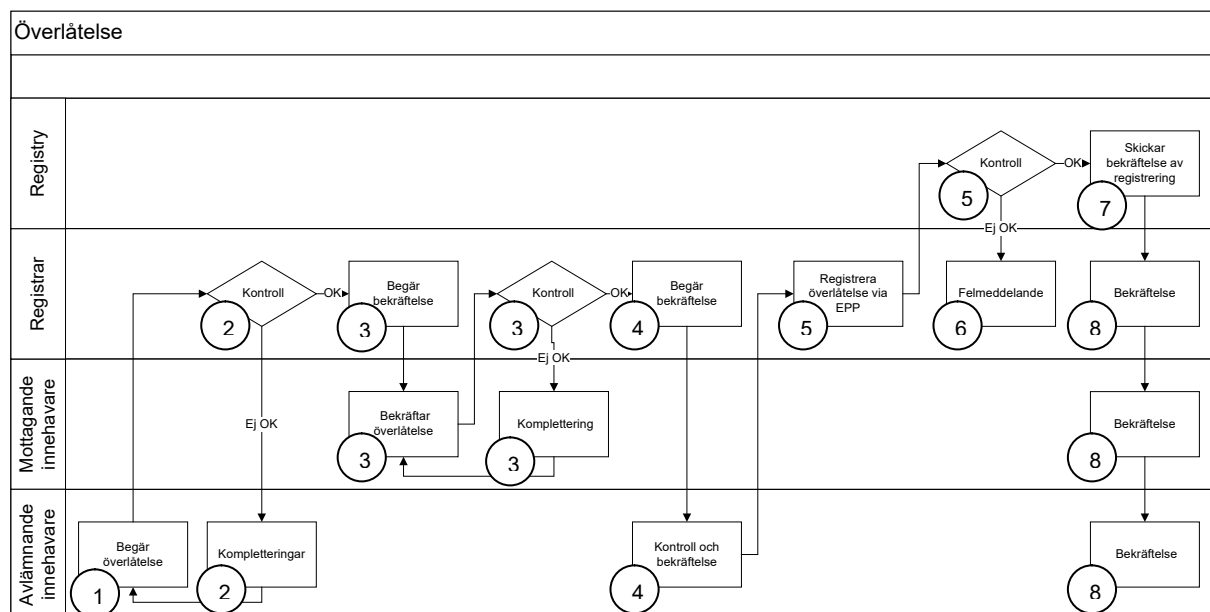 Överlåtelse
Registry
Kontroll
5
OK
Skickar
bekräftelse av
registrering
7
Ej OK
Registrar
Kontroll
2
OK
Begär
bekräftelse
3
Kontroll
3
OK
Begär
bekräftelse
4
Registrera
överlåtelse via
EPP
5
Felmeddelande
6
Bekräftelse
8
Ej OK
Mottagande
innehavare
Ej OK
Bekräftar
överlåtelse
3
Komplettering
3
Bekräftelse
8
Avlämnande
innehavare
Begär
överlåtelse
1
Kompletteringar
2
Kontroll och
bekräftelse
4
Bekräftelse
8